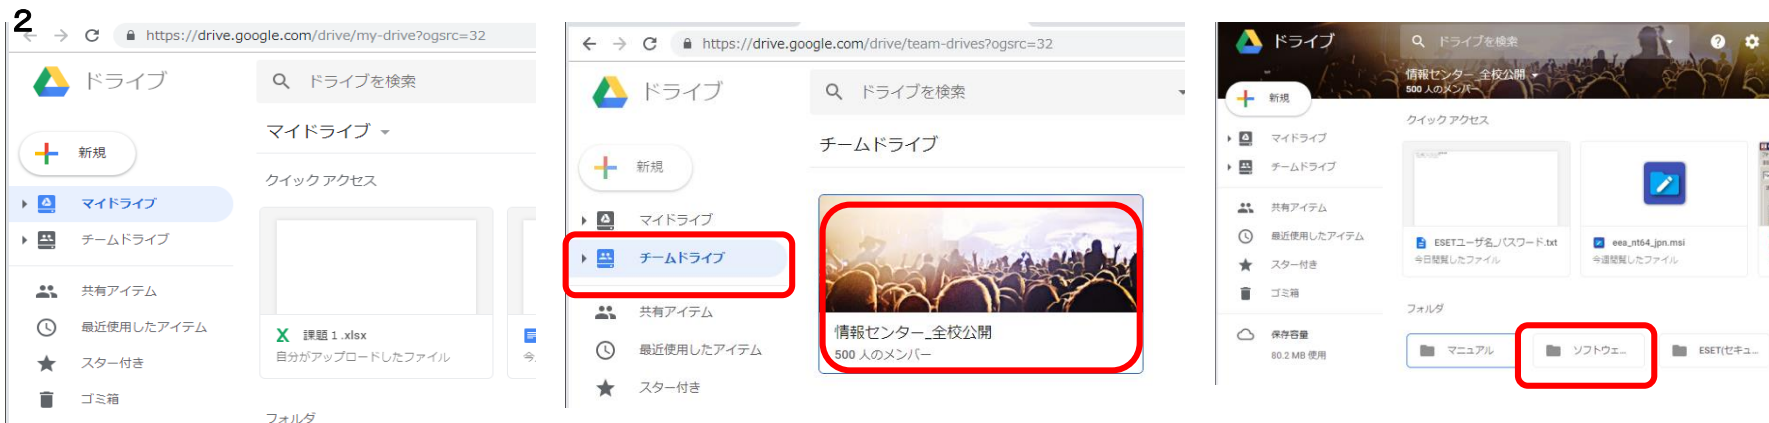 2
https://drive.google.com/drive/my-drive?ogsrc=32
ドライブ
ドライブを検索
マイドライブ
新規
クイック アクセス
マイドライブ
チームドライブ
共有アイテム
最近使用したアイテム
スター付き
ゴミ箱
課題 1 .xlsx
自分がアップロードしたファイル
今
フォルダ
https://drive.google.com/drive/team-drives?ogsrc=32
ドライブ
ドライブを検索
チームドライブ
新規
マイドライブ
チームドライブ
共有アイテム
最近使用したアイテム
スター付き
情報センター_全校公開
500 人のメンバー
ドライブ
ドライブを検索
情報センター_全校公開
500 人のメンバー
新規
クイック アクセス
マイドライブ
チームドライブ
共有アイテム
最近使用したアイテム
スター付き
ゴミ箱
保存容量
80.2 MB 使用
ESETユーザ名_パスワード.txt
今日閲覧したファイル
eea_nt64_jpn.msi
今週閲覧したファイル
フォルダ
マニュアル
ソフトウェ...
ESET(セキュ...